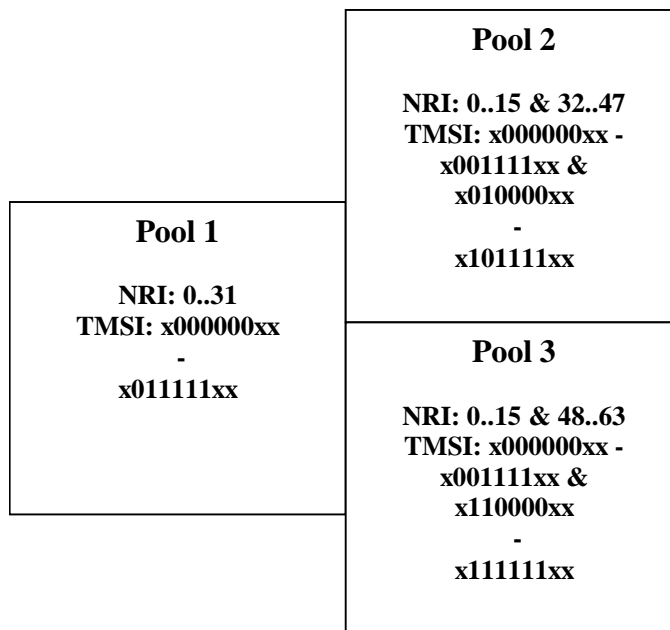 Pool 2
NRI: 0..15 & 32..47
TMSI: x000000xx -
x001111xx &
x010000xx
-
x101111xx
Pool 1
NRI: 0..31
TMSI: x000000xx
-
x011111xx
Pool 3
NRI: 0..15 & 48..63
TMSI: x000000xx -
x001111xx &
x110000xx
-
x111111xx